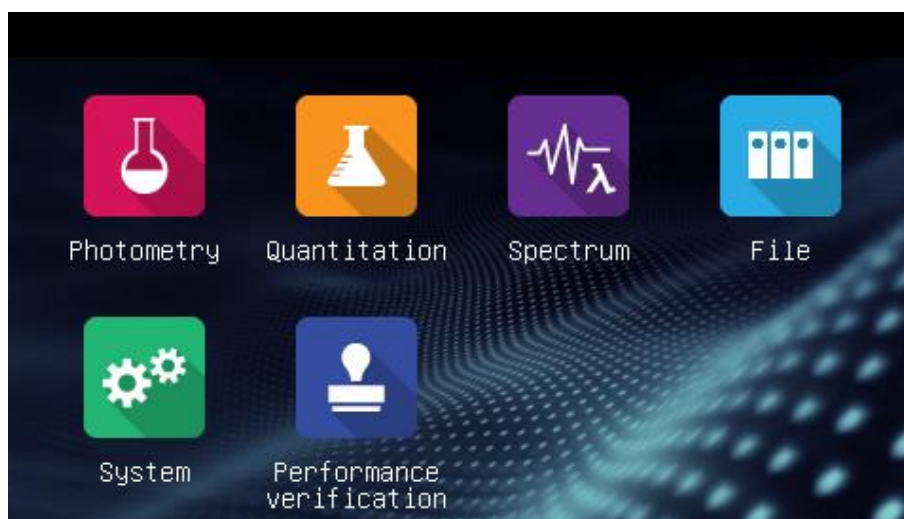 Photometry
Quantitation
Spectrum
File
System
Performance
verification